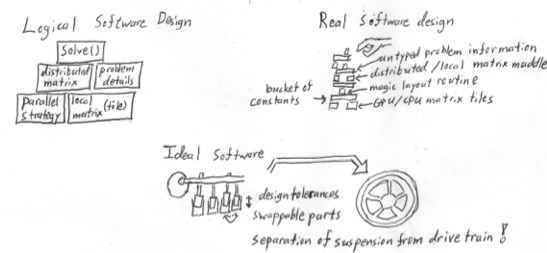 Logical Software Design
Solve()
distributed matrix
problem details
parallel strategy
local matrix (tile)
Real Software design
untyped problem information
distributed/local matrix muddle
magic layout routine
GPU/CPU matrix tiles
bucket of constants
Ideal Software
design tolerances
swappable parts
separation of suspension from drive train!